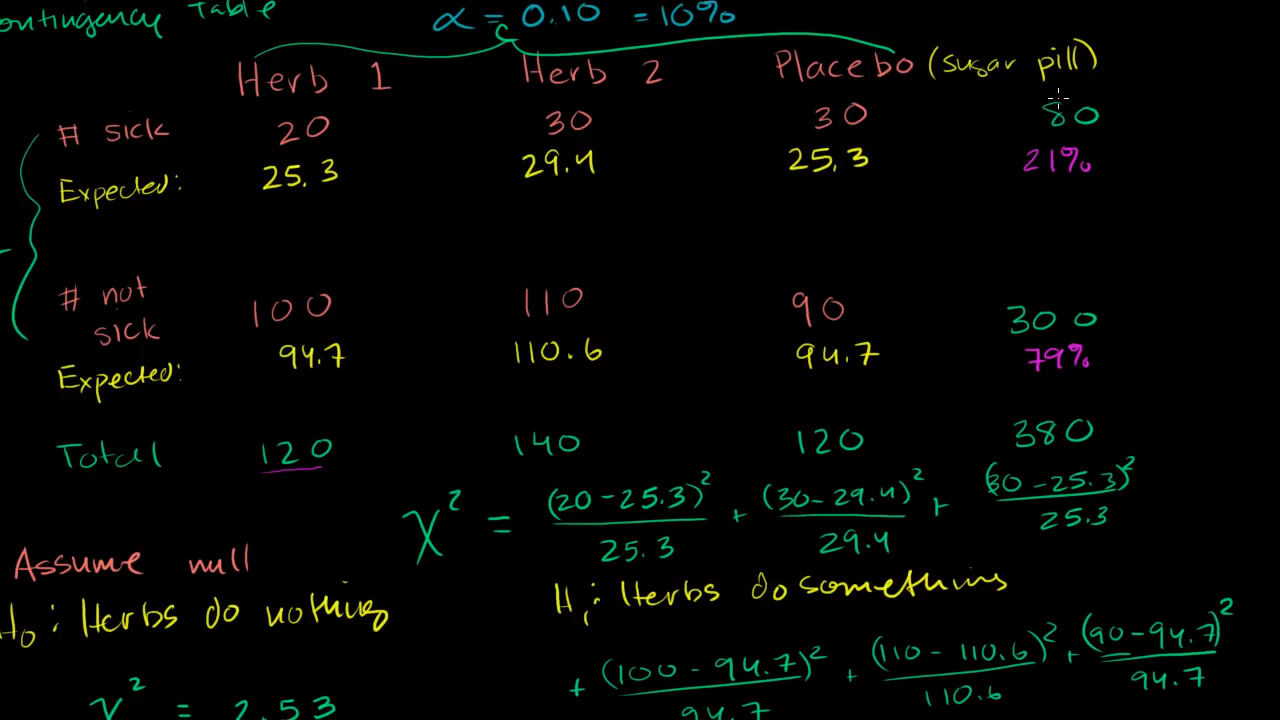 ontingency Table
α = 0.10 = 10%
Herb 1 Herb 2 Placebo (sugar pill)
# sick 20 30 30 80
Expected: 25.3 29.4 25.3 21%
# not
sick 100 110 90 300
Expected: 94.7 110.6 94.7 79%
Total 120 140 120 380
χ² = (20-25.3)²/25.3 + (30-29.4)²/29.4 + (30-25.3)²/25.3
Assume null
H₀: Herbs do nothing H₁: Herbs do something
+ (100-94.7)²/94.7 + (110-110.6)²/110.6 + (90-94.7)²/94.7
χ² = 2.53